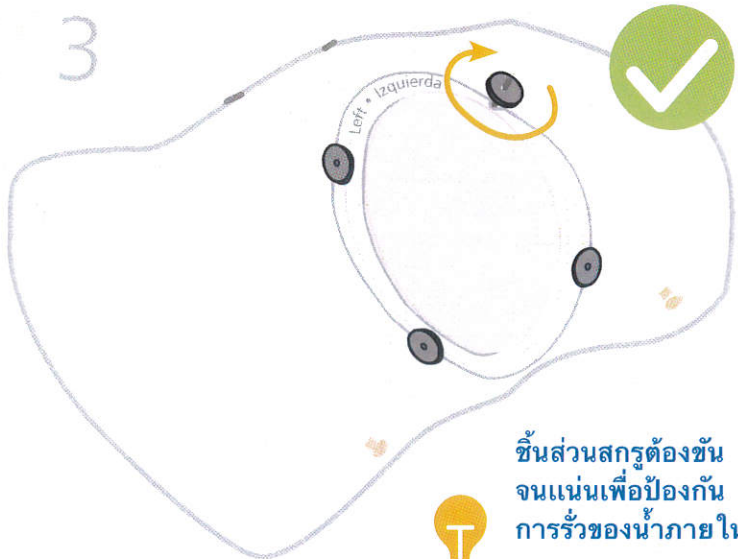 3
Left • Izquierda
ชิ้นส่วนสกรูต้องขัน
จนแน่นเพื่อป้องกัน
การรั่วของน้ำภายใน